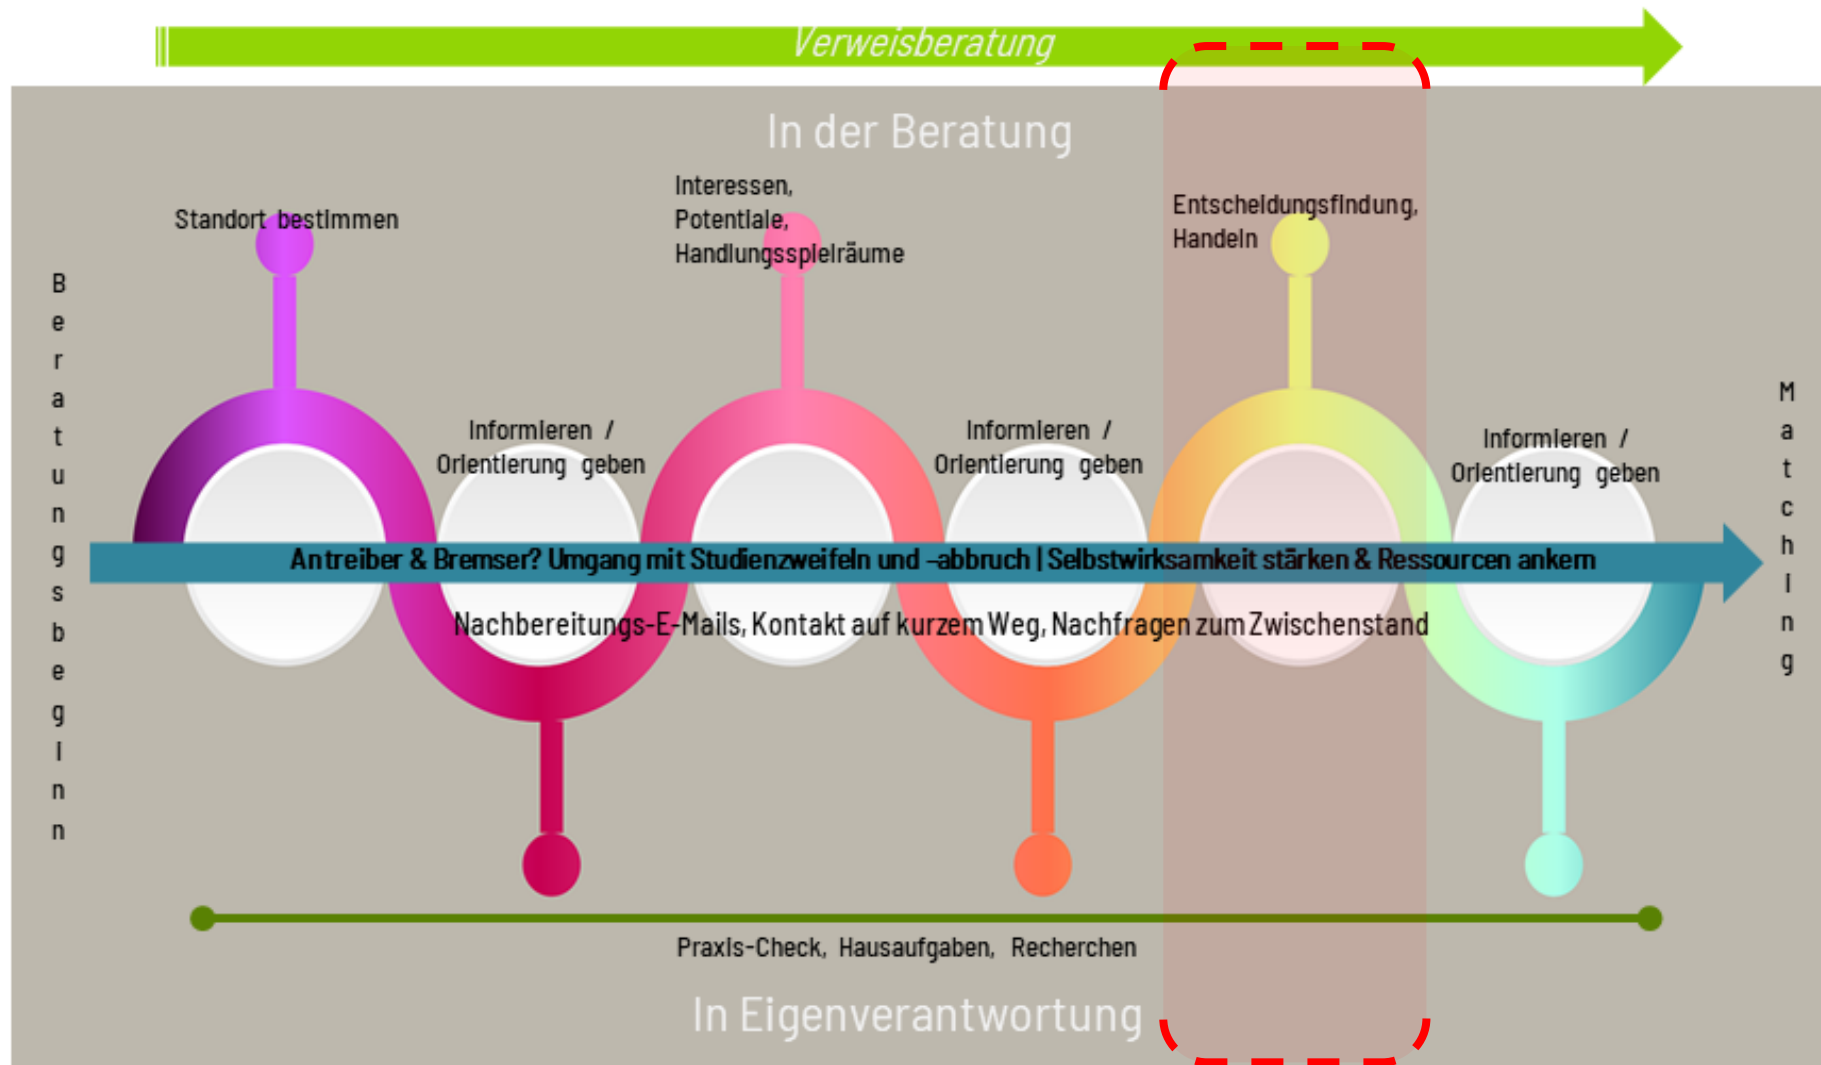 Verweisberatung
In der Beratung
Standort bestimmen
Interessen,
Potentiale,
Handlungsspielräume
Entscheidungsfindung,
Handeln
Beratungsbeginn
Informieren /
Orientierung geben
Informieren /
Orientierung geben
Informieren /
Orientierung geben
Matching
Antreiber & Bremser? Umgang mit Studienzweifeln und –abbruch | Selbstwirksamkeit stärken & Ressourcen ankern
Nachbereitungs-E-Mails, Kontakt auf kurzem Weg, Nachfragen zum Zwischenstand
Praxis-Check, Hausaufgaben, Recherchen
In Eigenverantwortung